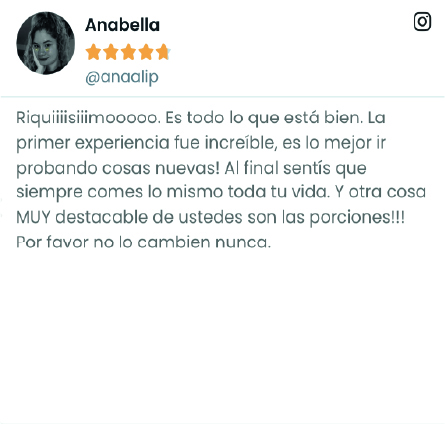 Anabella
@anaalip
Riquiiiisiiimooooo. Es todo lo que está bien. La
primer experiencia fue increíble, es lo mejor ir
probando cosas nuevas! Al final sentís que
siempre comes lo mismo toda tu vida. Y otra cosa
MUY destacable de ustedes son las porciones!!!
Por favor no lo cambien nunca.